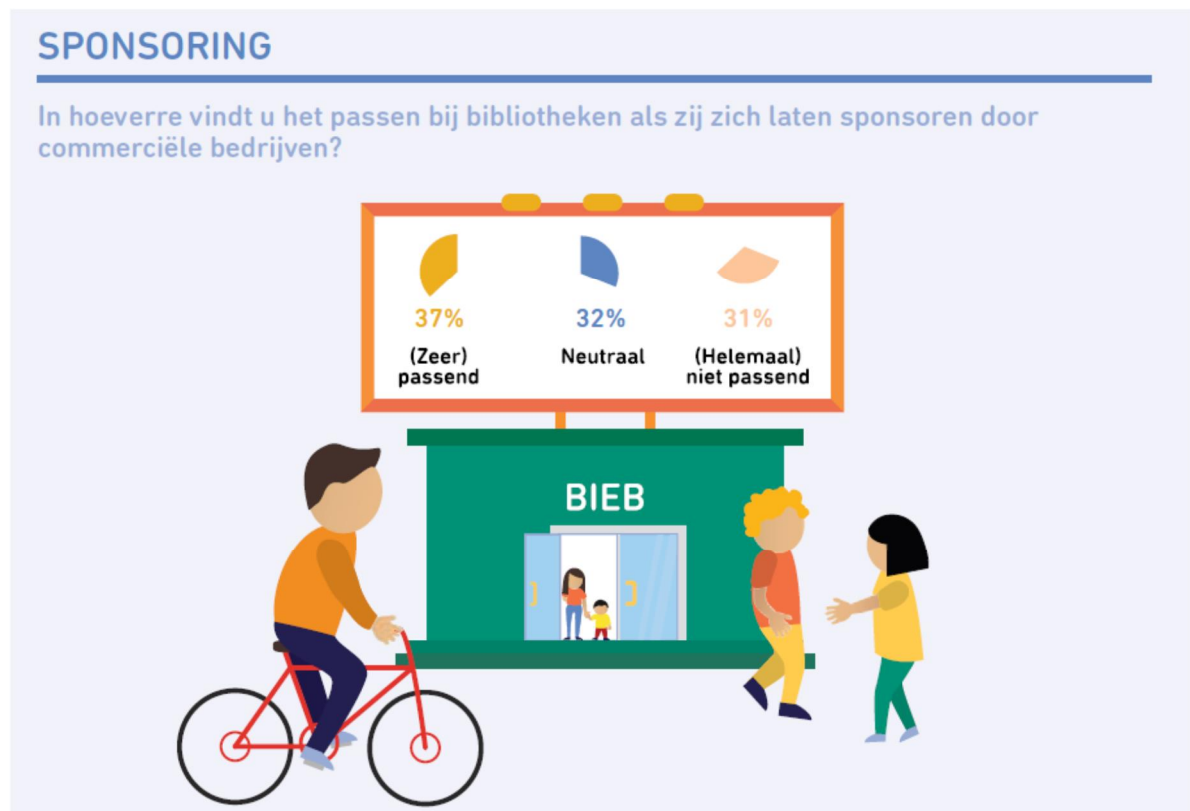 SPONSORING
In hoeverre vindt u het passen bij bibliotheken als zij zich laten sponsoren door
commerciële bedrijven?
37%
(Zeer)
passend
32%
Neutraal
31%
(Helemaal)
niet passend
BIEB